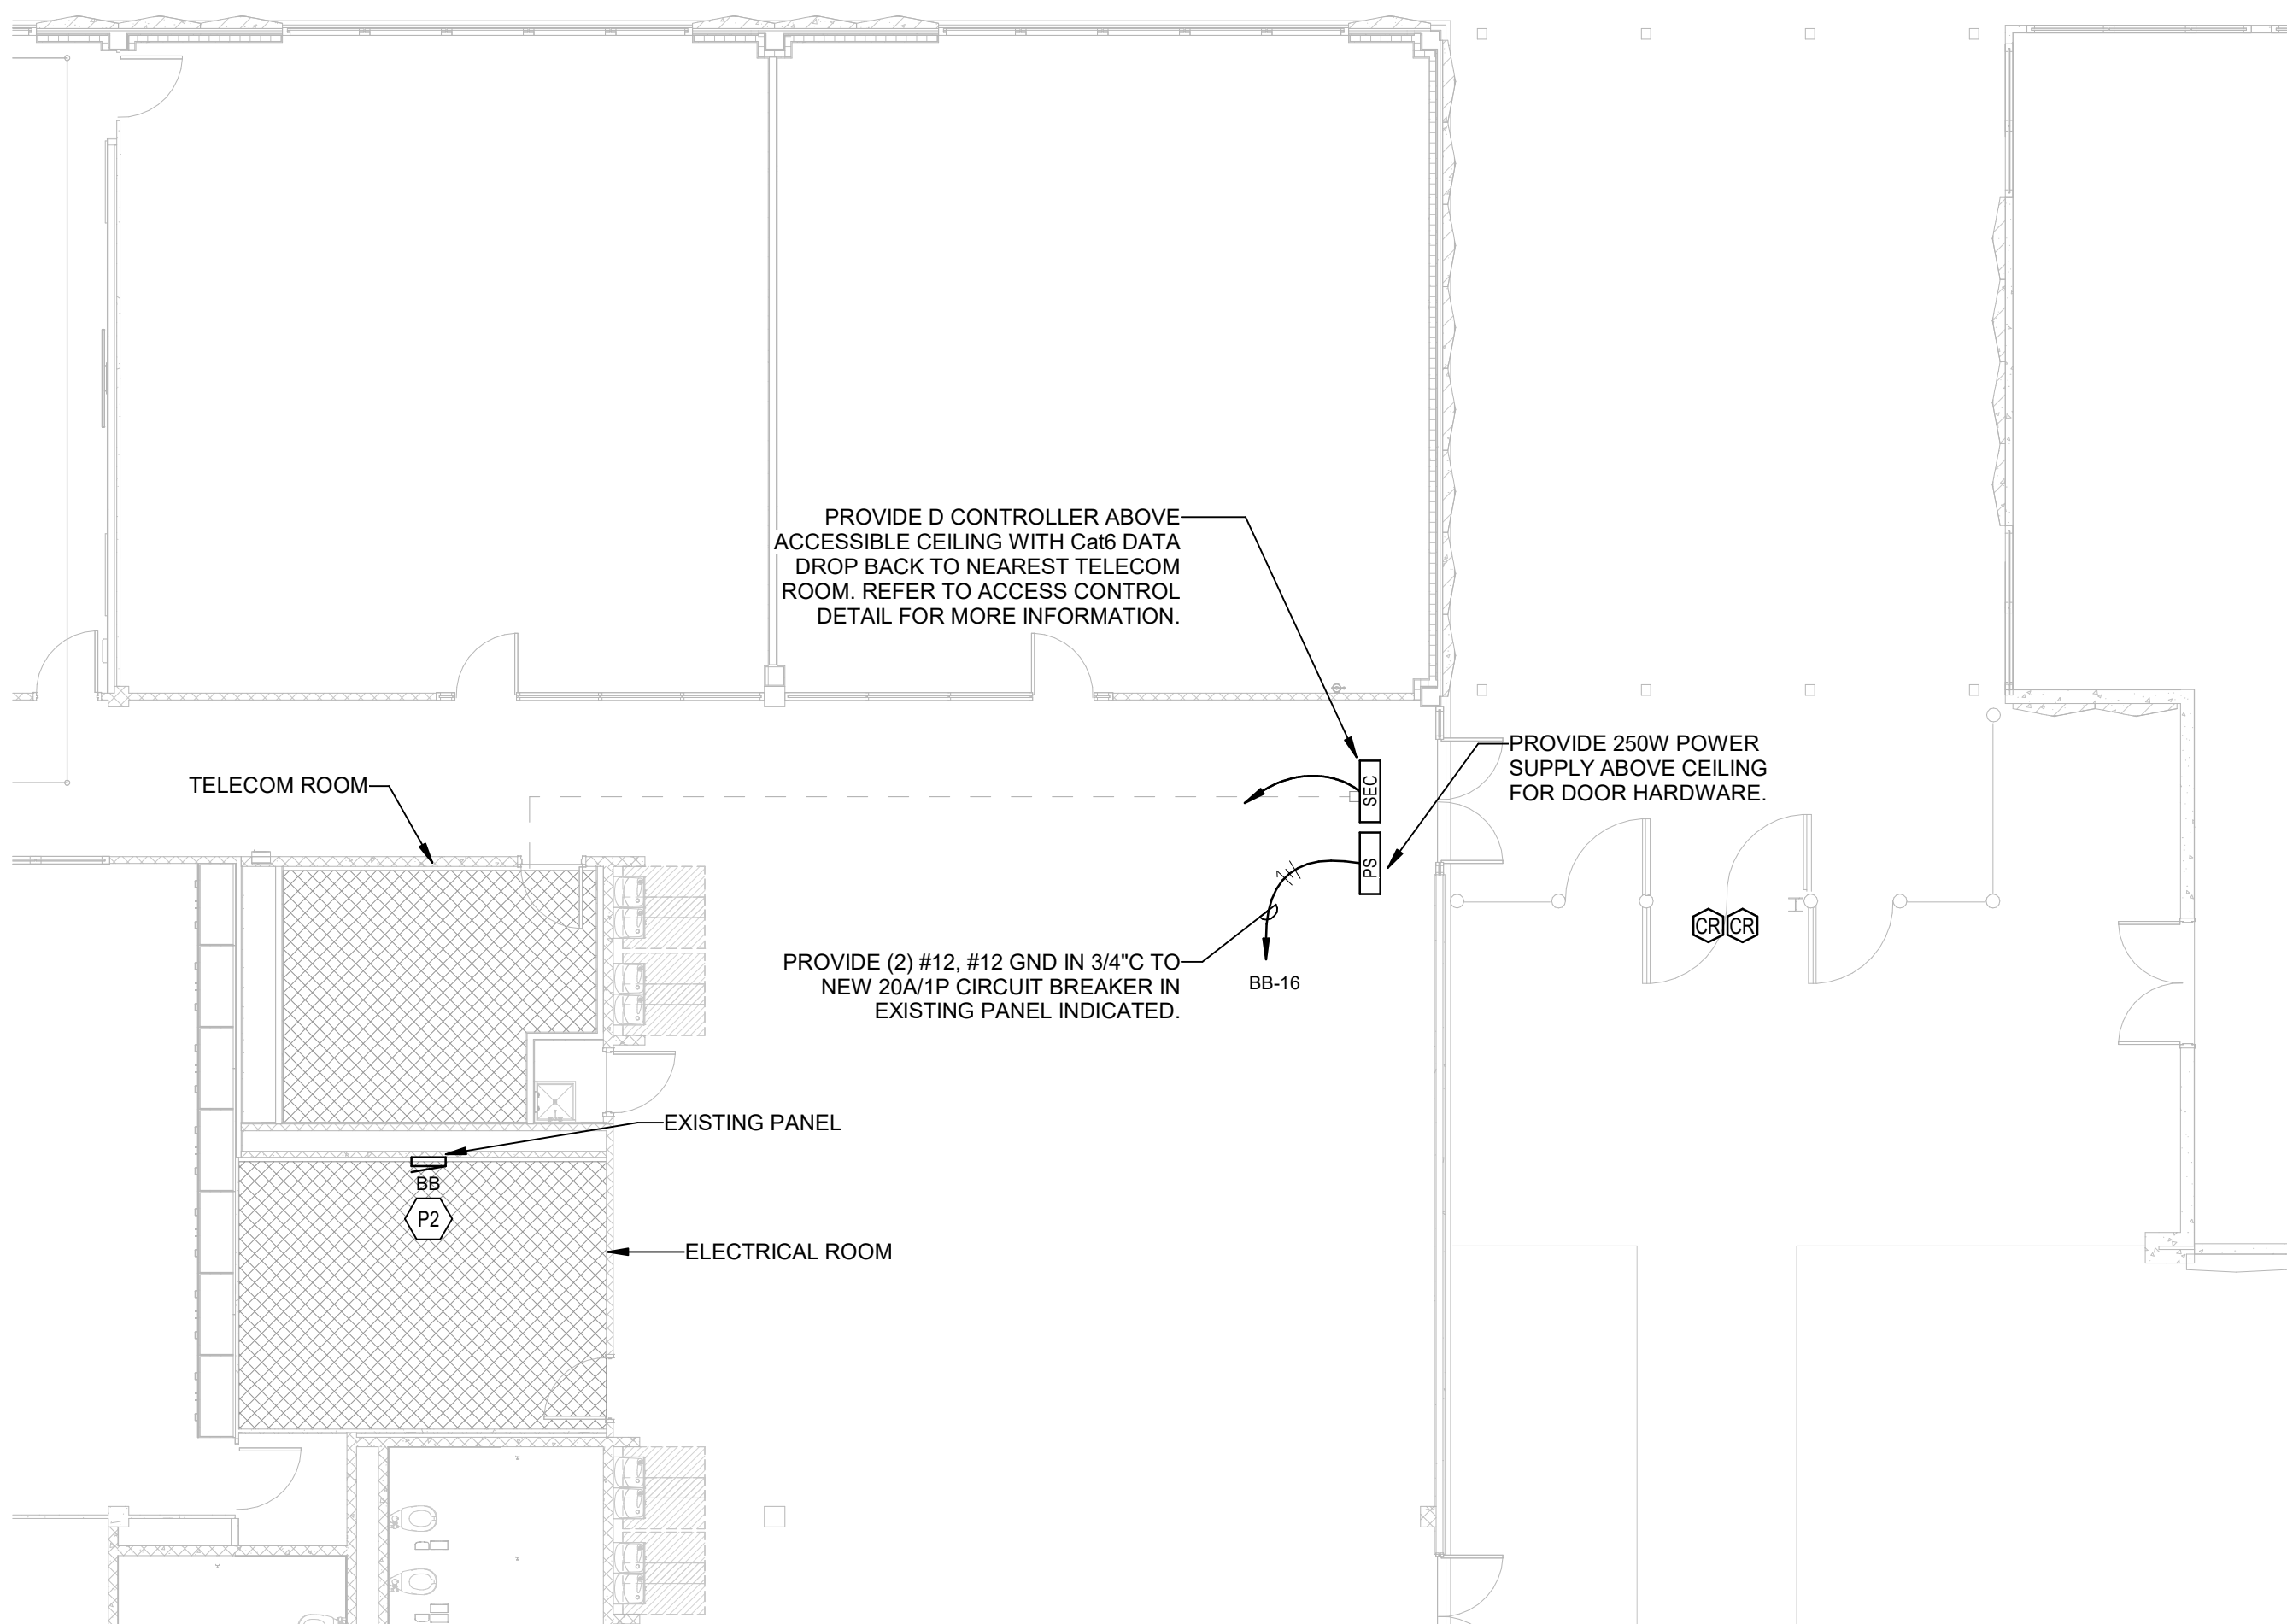 PROVIDE D CONTROLLER ABOVE
ACCESSIBLE CEILING WITH Cat6 DATA
DROP BACK TO NEAREST TELECOM
ROOM. REFER TO ACCESS CONTROL
DETAIL FOR MORE INFORMATION.
PROVIDE 250W POWER
SUPPLY ABOVE CEILING
FOR DOOR HARDWARE.
TELECOM ROOM
SEC
PS
CR CR
PROVIDE (2) #12, #12 GND IN 3/4"C TO
NEW 20A/1P CIRCUIT BREAKER IN
EXISTING PANEL INDICATED.
BB-16
EXISTING PANEL
BB
P2
ELECTRICAL ROOM